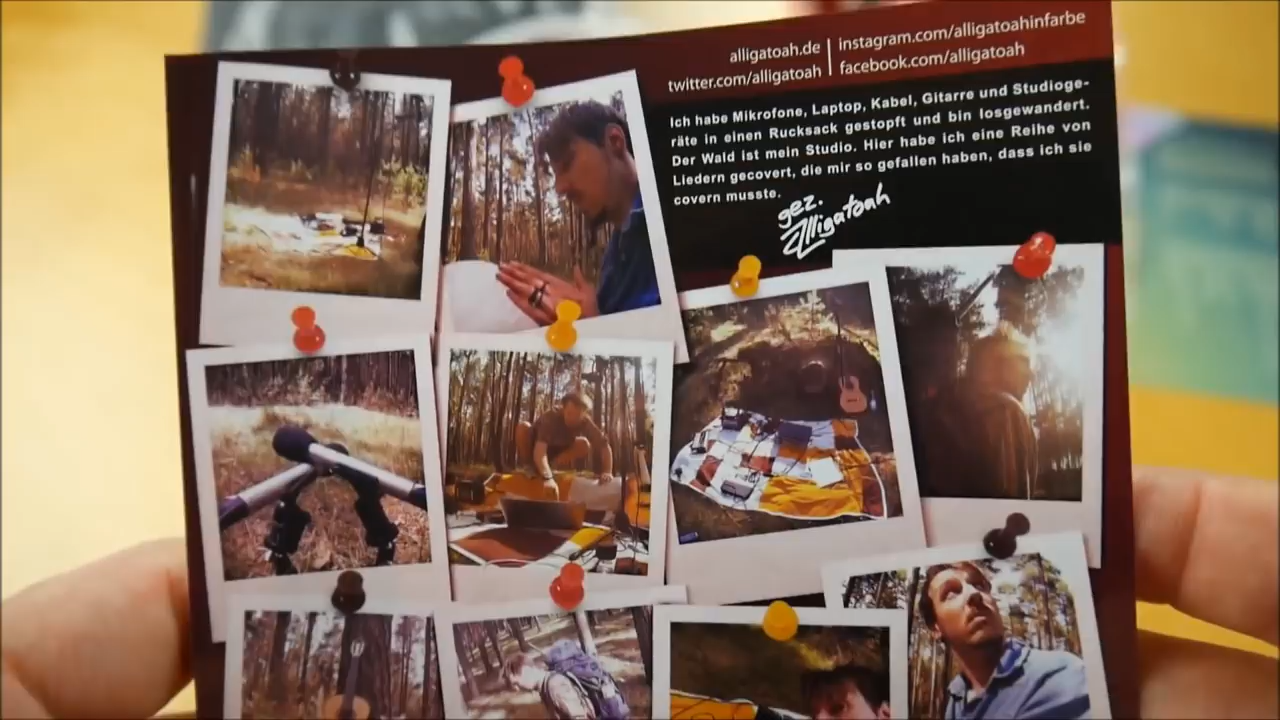 alligatoah.de | instagram.com/alligatoahinfarbe
twitter.com/alligatoah | facebook.com/alligatoah
Ich habe Mikrofone, Laptop, Kabel, Gitarre und Studioge-
räte in einen Rucksack gestopft und bin losgewandert.
Der Wald ist mein Studio. Hier habe ich eine Reihe von
Liedern gecovert, die mir so gefallen haben, dass ich sie
covern musste.
gez.
Alligatoah